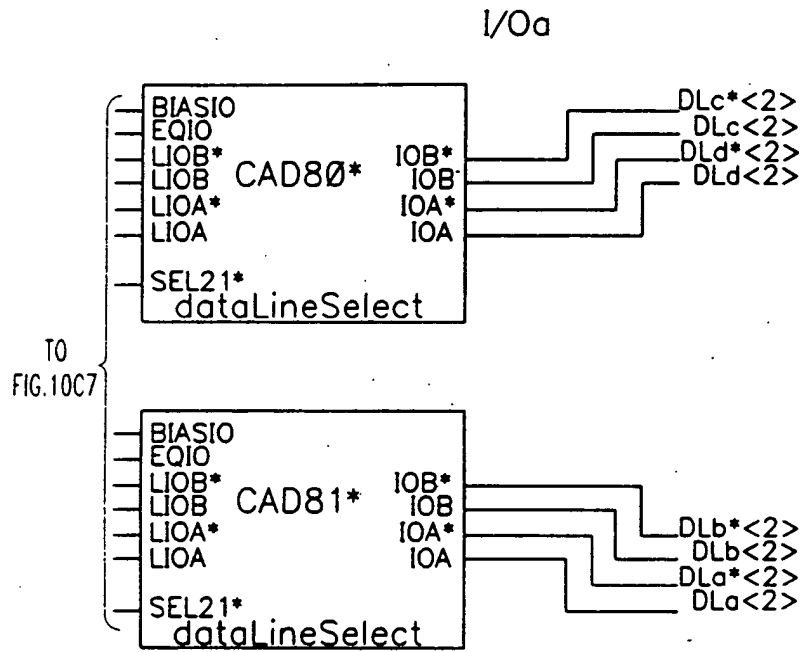 I/Oa
BIASIO
EQIO
LIOB*
LIOB
LIOA*
LIOA
SEL21*
CAD80*
IOB*
IOB
IOA*
IOA
dataLineSelect
DLc*<2>
DLc<2>
DLd*<2>
DLd<2>
TO
FIG.10C7
BIASIO
EQIO
LIOB*
LIOB
LIOA*
LIOA
SEL21*
CAD81*
IOB*
IOB
IOA*
IOA
dataLineSelect
DLb*<2>
DLb<2>
DLa*<2>
DLa<2>